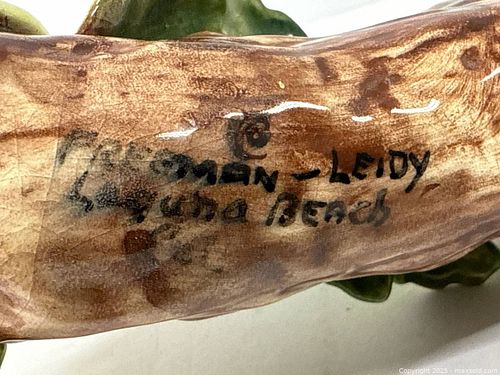 ©
FREEMAN - LEIDY
Laguna BEACh
Cal.
Copyright 2025 - maxsold.com